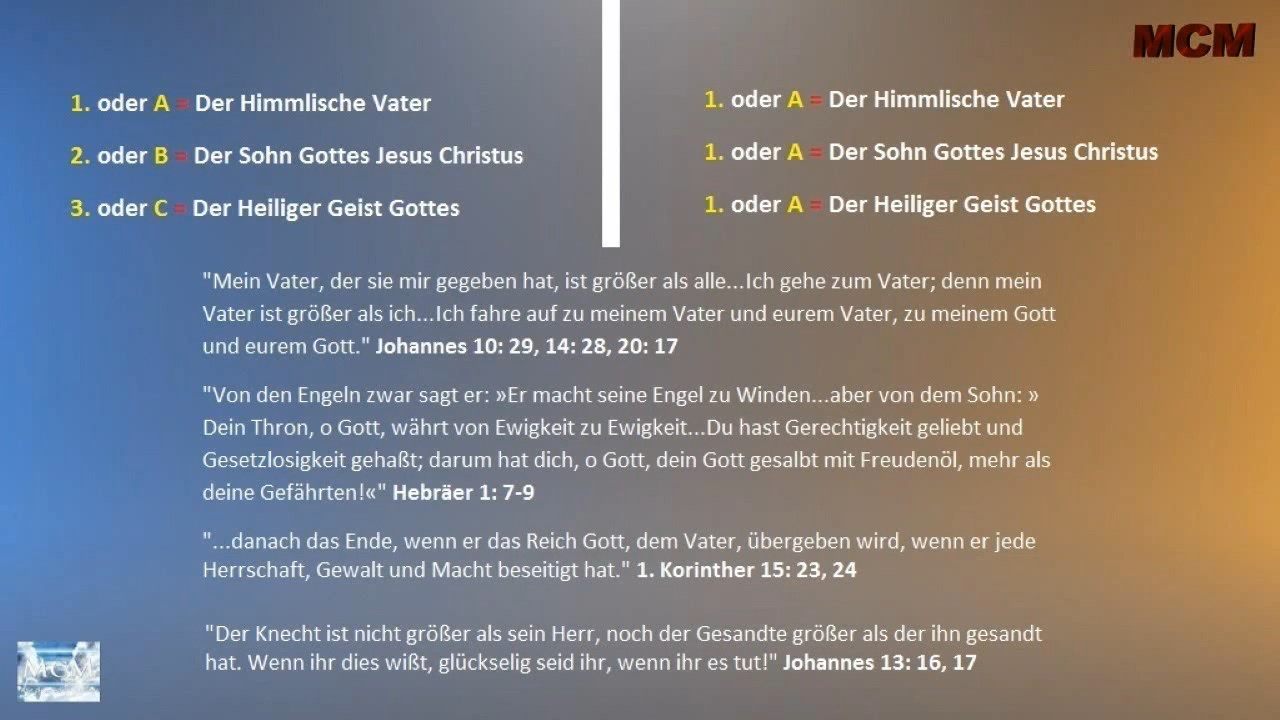 MCM
1. oder A = Der Himmlische Vater
2. oder B = Der Sohn Gottes Jesus Christus
3. oder C = Der Heiliger Geist Gottes
1. oder A = Der Himmlische Vater
1. oder A = Der Sohn Gottes Jesus Christus
1. oder A = Der Heiliger Geist Gottes
"Mein Vater, der sie mir gegeben hat, ist größer als alle...Ich gehe zum Vater; denn mein
Vater ist größer als ich...Ich fahre auf zu meinem Vater und eurem Vater, zu meinem Gott
und eurem Gott." Johannes 10: 29, 14: 28, 20: 17
"Von den Engeln zwar sagt er: »Er macht seine Engel zu Winden...aber von dem Sohn: »
Dein Thron, o Gott, währt von Ewigkeit zu Ewigkeit...Du hast Gerechtigkeit geliebt und
Gesetzlosigkeit gehaßt; darum hat dich, o Gott, dein Gott gesalbt mit Freudenöl, mehr als
deine Gefährten!«" Hebräer 1: 7-9
"...danach das Ende, wenn er das Reich Gott, dem Vater, übergeben wird, wenn er jede
Herrschaft, Gewalt und Macht beseitigt hat." 1. Korinther 15: 23, 24
"Der Knecht ist nicht größer als sein Herr, noch der Gesandte größer als der ihn gesandt
hat. Wenn ihr dies wißt, glückselig seid ihr, wenn ihr es tut!" Johannes 13: 16, 17
MCM